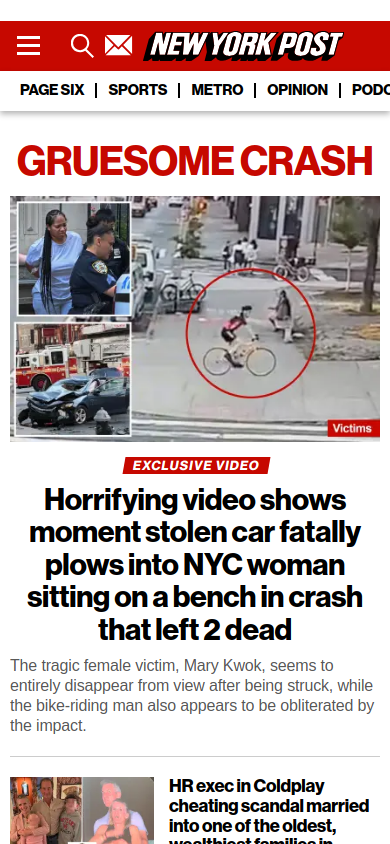 NEW YORK POST
PAGE SIX
SPORTS
METRO
OPINION
PODC
GRUESOME CRASH
Victims
EXCLUSIVE VIDEO
Horrifying video shows
moment stolen car fatally
plows into NYC woman
sitting on a bench in crash
that left 2 dead
The tragic female victim, Mary Kwok, seems to
entirely disappear from view after being struck, while
the bike-riding man also appears to be obliterated by
the impact.
HR exec in Coldplay
cheating scandal married
into one of the oldest,
wealthiest families in